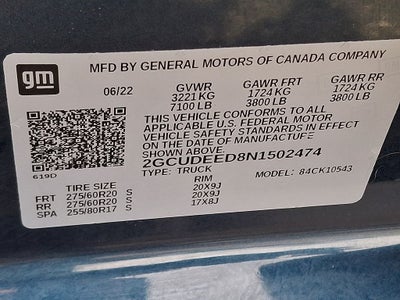 gm
MFD BY GENERAL MOTORS OF CANADA COMPANY
06/22 GVWR GAWR FRT GAWR RR
3221 KG 1724 KG 1724 KG
7100 LB 3800 LB 3800 LB
THIS VEHICLE CONFORMS TO ALL
APPLICABLE U.S. FEDERAL MOTOR
VEHICLE SAFETY STANDARDS IN EFFECT
ON THE DATE OF MANUFACTURE
SHOWN ABOVE.
2GCUDEED8N1502474
619D
TYPE: TRUCK
TIRE SIZE RIM MODEL: 84CK10543
FRT 275/60R20 S 20X9J
RR 275/60R20 S 20X9J
SPA 255/80R17 S 17X8J